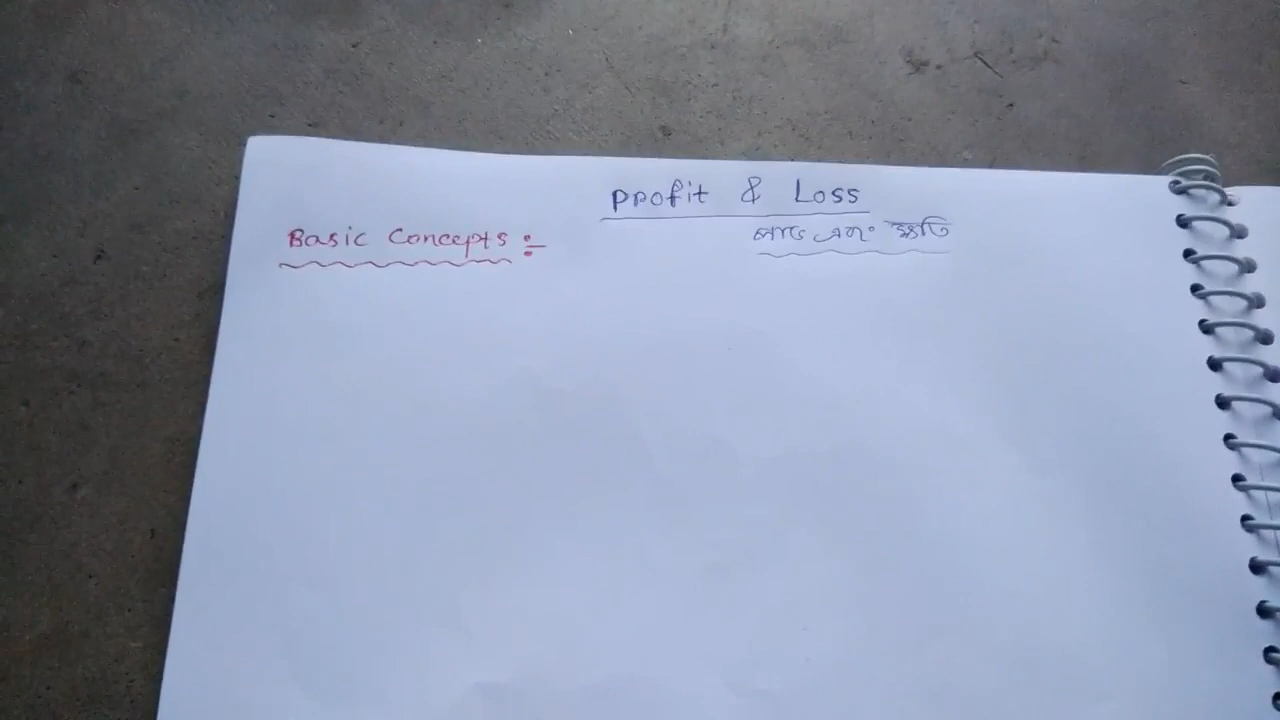 Profit & Loss
লাভ এবং ক্ষতি
Basic Concepts :-